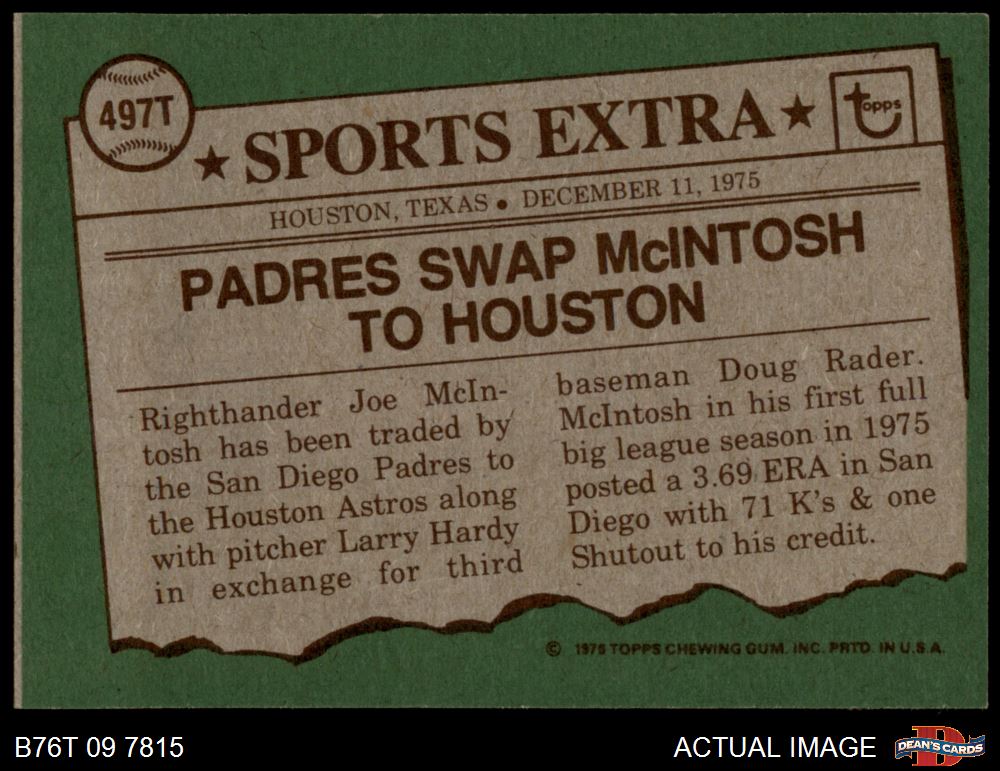 497T
★ SPORTS EXTRA ★
topps
HOUSTON, TEXAS ● DECEMBER 11, 1975
PADRES SWAP McINTOSH
TO HOUSTON
Righthander Joe McIn-
tosh has been traded by
the San Diego Padres to
the Houston Astros along
with pitcher Larry Hardy
in exchange for third
baseman Doug Rader.
McIntosh in his first full
big league season in 1975
posted a 3.69 ERA in San
Diego with 71 K's & one
Shutout to his credit.
© 1976 TOPPS CHEWING GUM, INC. PRTD. IN U.S.A.
B76T 09 7815
ACTUAL IMAGE
D
DEAN'S CARDS